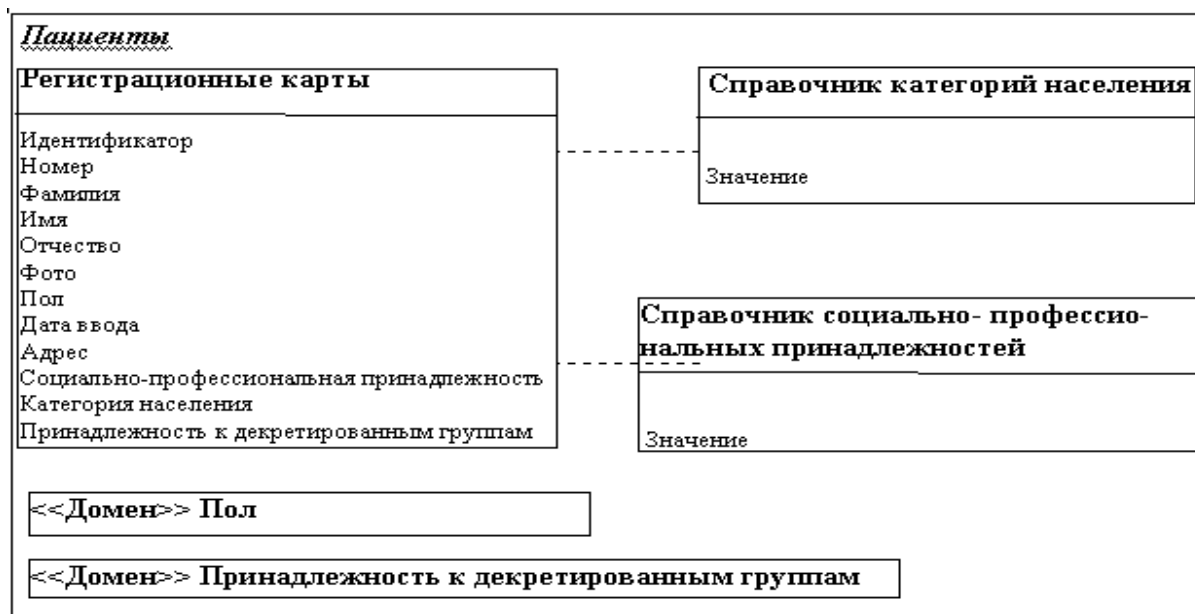 Пациенты
Регистрационные карты
Идентификатор
Номер
Фамилия
Имя
Отчество
Фото
Пол
Дата ввода
Адрес
Социально-профессиональная принадлежность
Категория населения
Принадлежность к декретированным группам
Справочник категорий населения
Значение
Справочник социально- профессио-
нальных принадлежностей
Значение
<<Домен>> Пол
<<Домен>> Принадлежность к декретированным группам